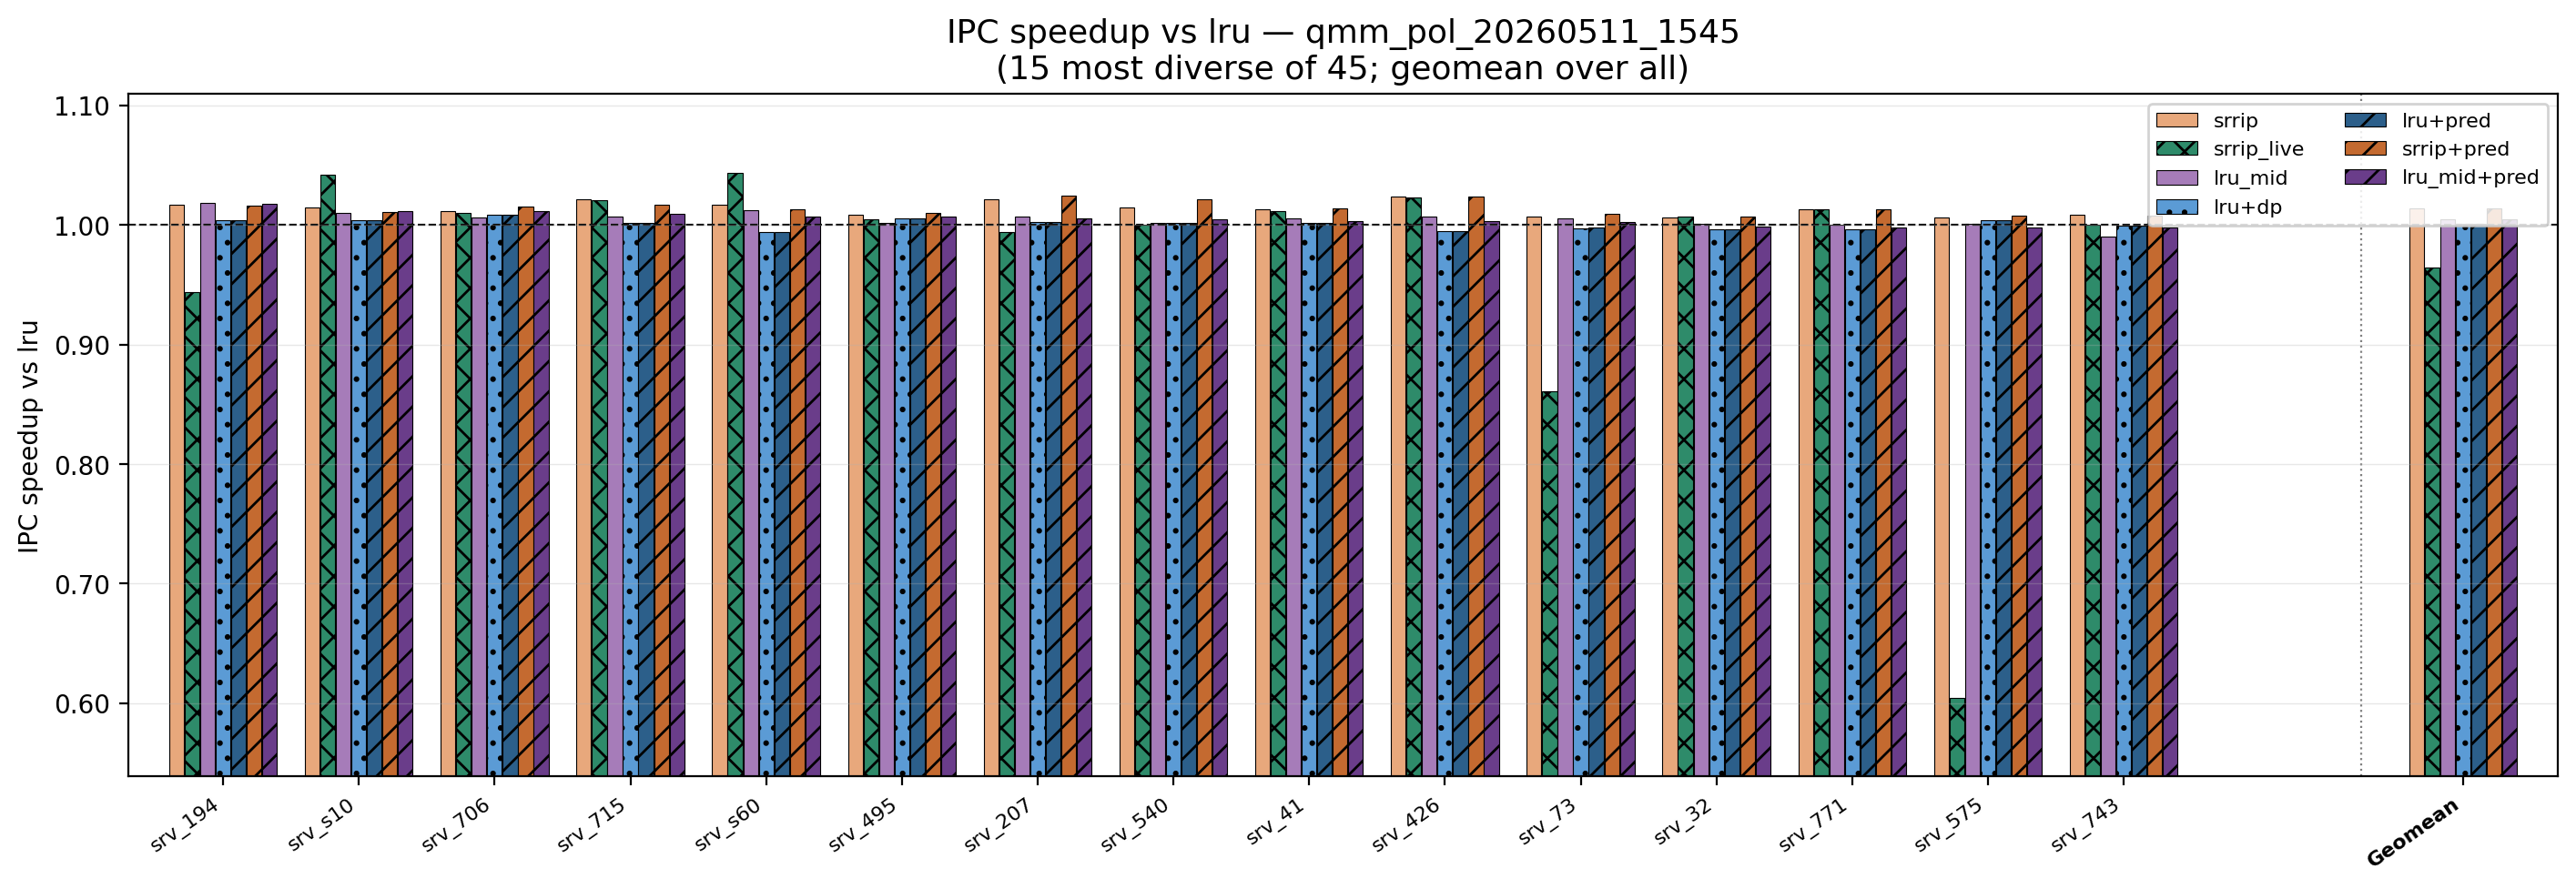 IPC speedup vs lru — qmm_pol_20260511_1545
(15 most diverse of 45; geomean over all)
IPC speedup vs lru
1.10
1.00
0.90
0.80
0.70
0.60
srrip
srrip_live
lru_mid
lru+dp
lru+pred
srrip+pred
lru_mid+pred
srv_194
srv_s10
srv_706
srv_715
srv_s60
srv_495
srv_207
srv_540
srv_41
srv_426
srv_73
srv_32
srv_771
srv_575
srv_743
Geomean